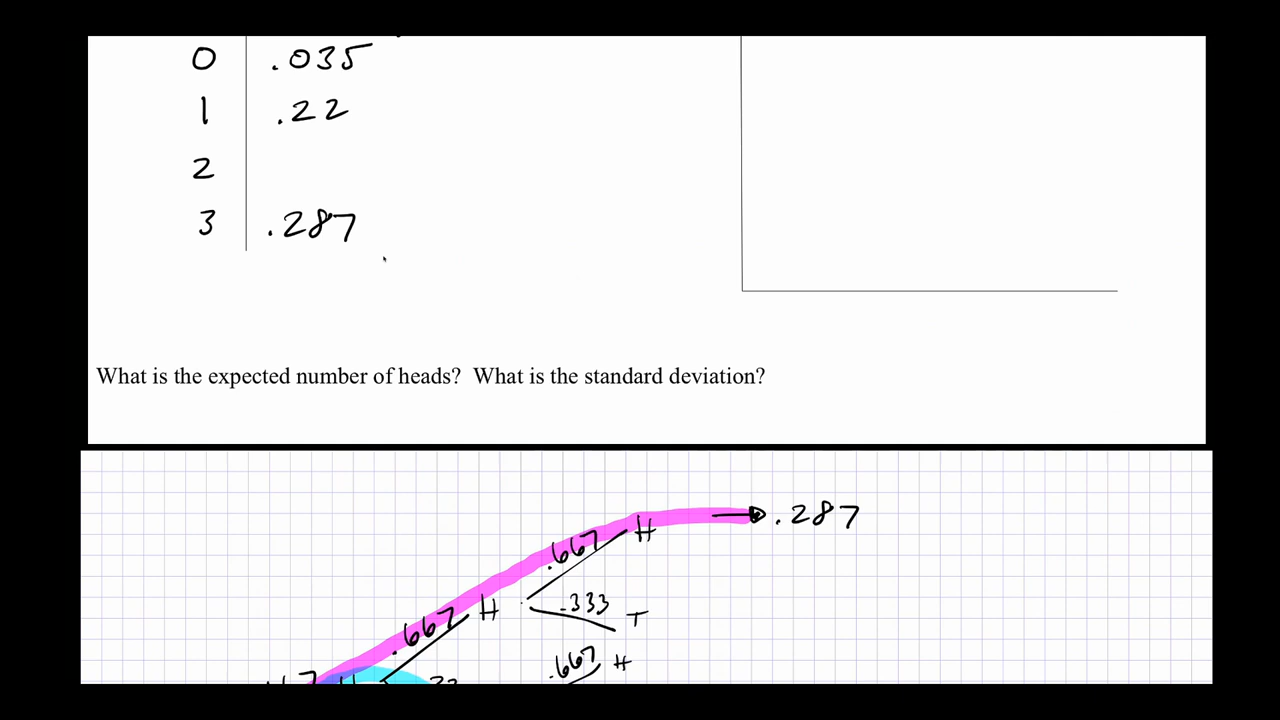 0 .035
1 .22
2
3 .287
What is the expected number of heads? What is the standard deviation?
.287
.667 H
.333 T
.667 H
.667 H